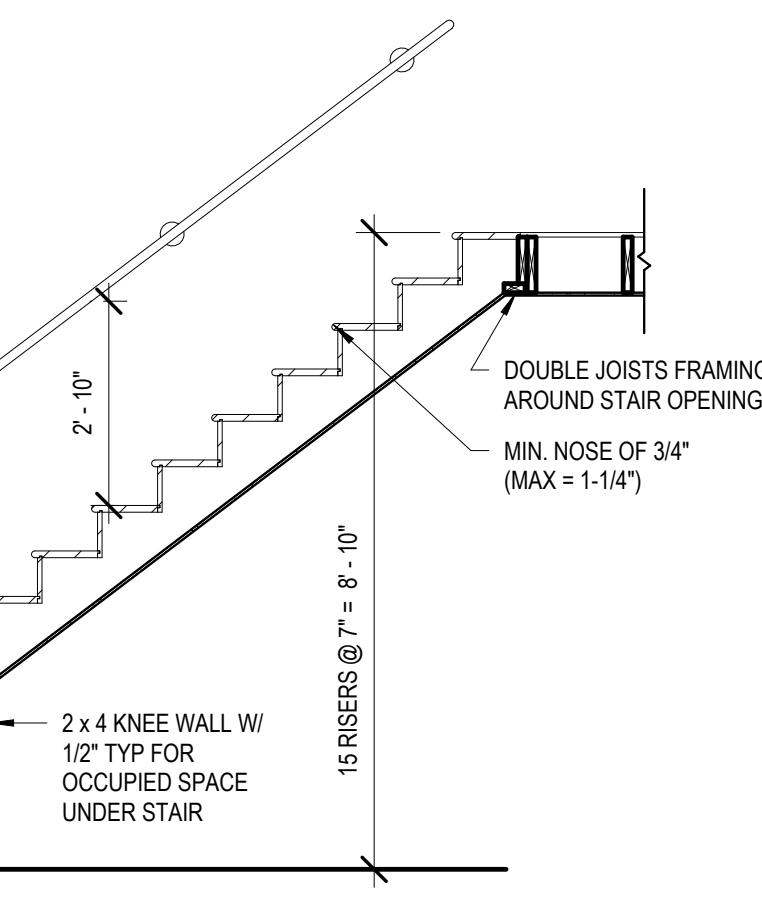 2' - 10"
DOUBLE JOISTS FRAMING
AROUND STAIR OPENING
MIN. NOSE OF 3/4"
(MAX = 1-1/4")
15 RISERS @ 7" = 8' - 10"
2 x 4 KNEE WALL W/
1/2" TYP FOR
OCCUPIED SPACE
UNDER STAIR